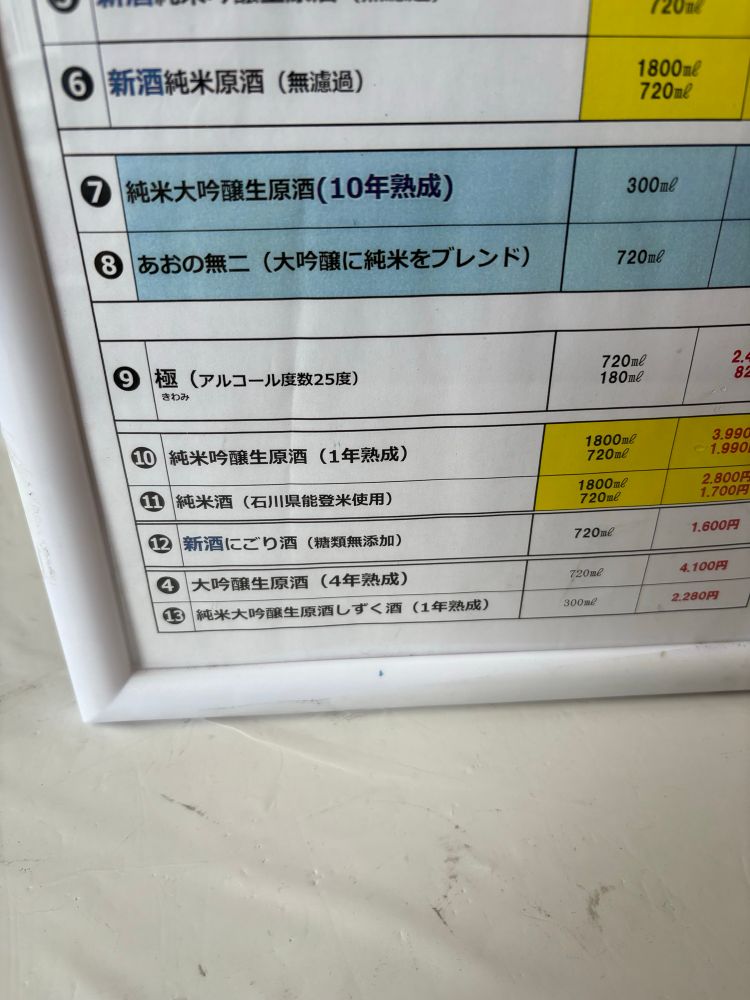 720㎖
❻ 新酒純米原酒（無濾過） 1800㎖
720㎖
❼ 純米大吟醸生原酒(10年熟成) 300㎖
❽ あおの無二（大吟醸に純米をブレンド） 720㎖
❾ 極（アルコール度数25度） 720㎖ 2.4
きわみ 180㎖ 82
❿ 純米吟醸生原酒（1年熟成） 1800㎖ 3.990
720㎖ 1.990
⓫ 純米酒（石川県能登米使用） 1800㎖ 2.800円
720㎖ 1.700円
⓬ 新酒にごり酒（糖類無添加） 720㎖ 1.600円
❹ 大吟醸生原酒（4年熟成） 720㎖ 4.100円
⓭ 純米大吟醸生原酒しずく酒（1年熟成） 300㎖ 2.280円